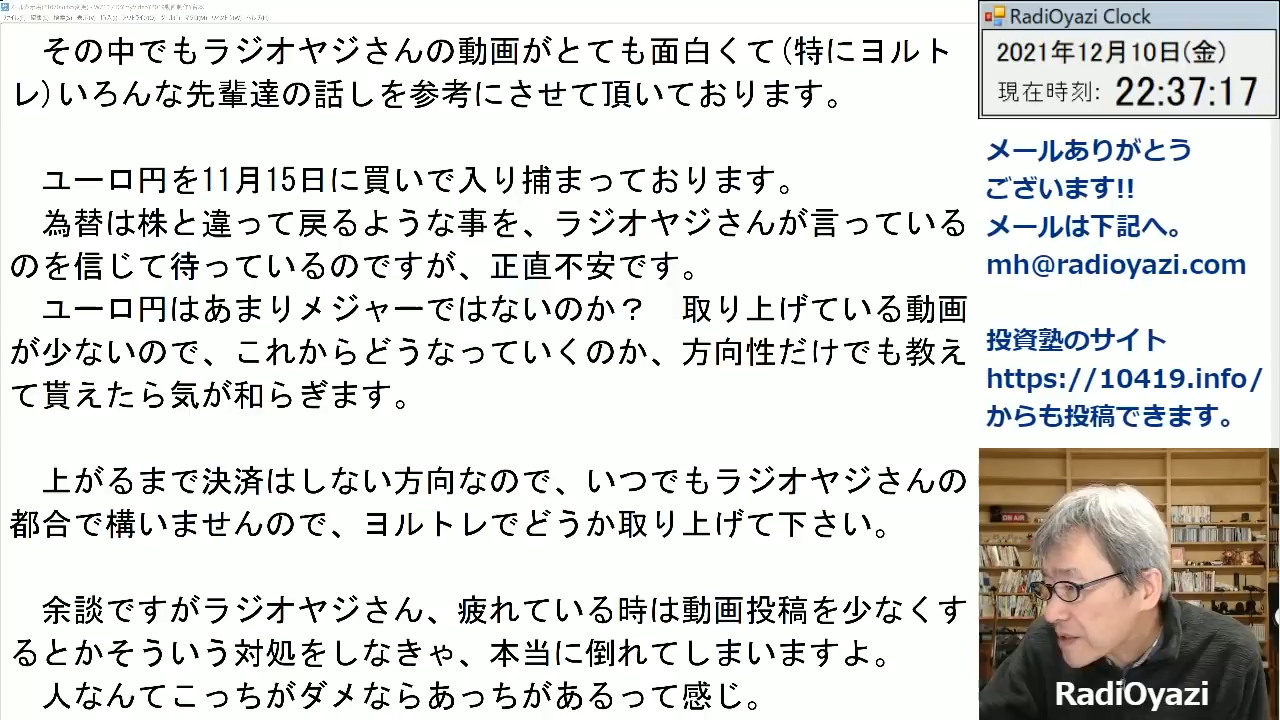 その中でもラジオヤジさんの動画がとても面白くて(特にヨルト
レ)いろんな先輩達の話しを参考にさせて頂いております。
ユーロ円を11月15日に買いで入り捕まっております。
為替は株と違って戻るような事を、ラジオヤジさんが言っている
のを信じて待っているのですが、正直不安です。
ユーロ円はあまりメジャーではないのか？　取り上げている動画
が少ないので、これからどうなっていくのか、方向性だけでも教え
て貰えたら気が和らぎます。
上がるまで決済はしない方向なので、いつでもラジオヤジさんの
都合で構いませんので、ヨルトレでどうか取り上げて下さい。
余談ですがラジオヤジさん、疲れている時は動画投稿を少なくす
るとかそういう対処をしなきゃ、本当に倒れてしまいますよ。
人なんてこっちがダメならあっちがあるって感じ。
RadiOyazi Clock
2021年12月10日(金)
現在時刻: 22:37:17
メールありがとう
ございます!!
メールは下記へ。
mh@radioyazi.com
投資塾のサイト
https://10419.info/
からも投稿できます。
ON AIR
RadiOyazi